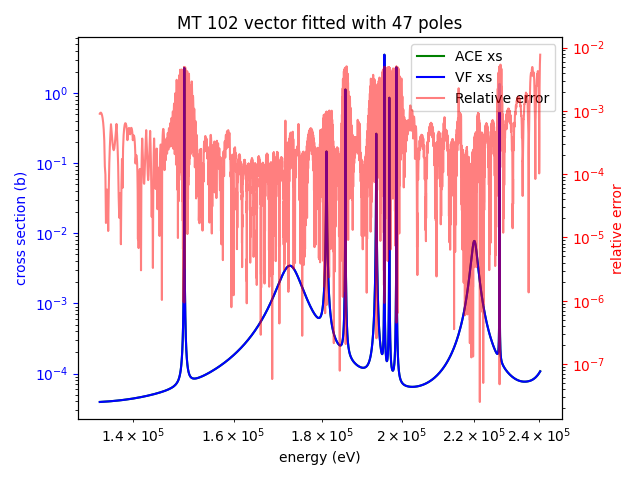 MT 102 vector fitted with 47 poles
ACE xs
VF xs
Relative error
cross section (b)
10⁰
10⁻¹
10⁻²
10⁻³
10⁻⁴
relative error
10⁻²
10⁻³
10⁻⁴
10⁻⁵
10⁻⁶
10⁻⁷
1.4 × 10⁵ 1.6 × 10⁵ 1.8 × 10⁵ 2 × 10⁵ 2.2 × 10⁵ 2.4 × 10⁵
energy (eV)